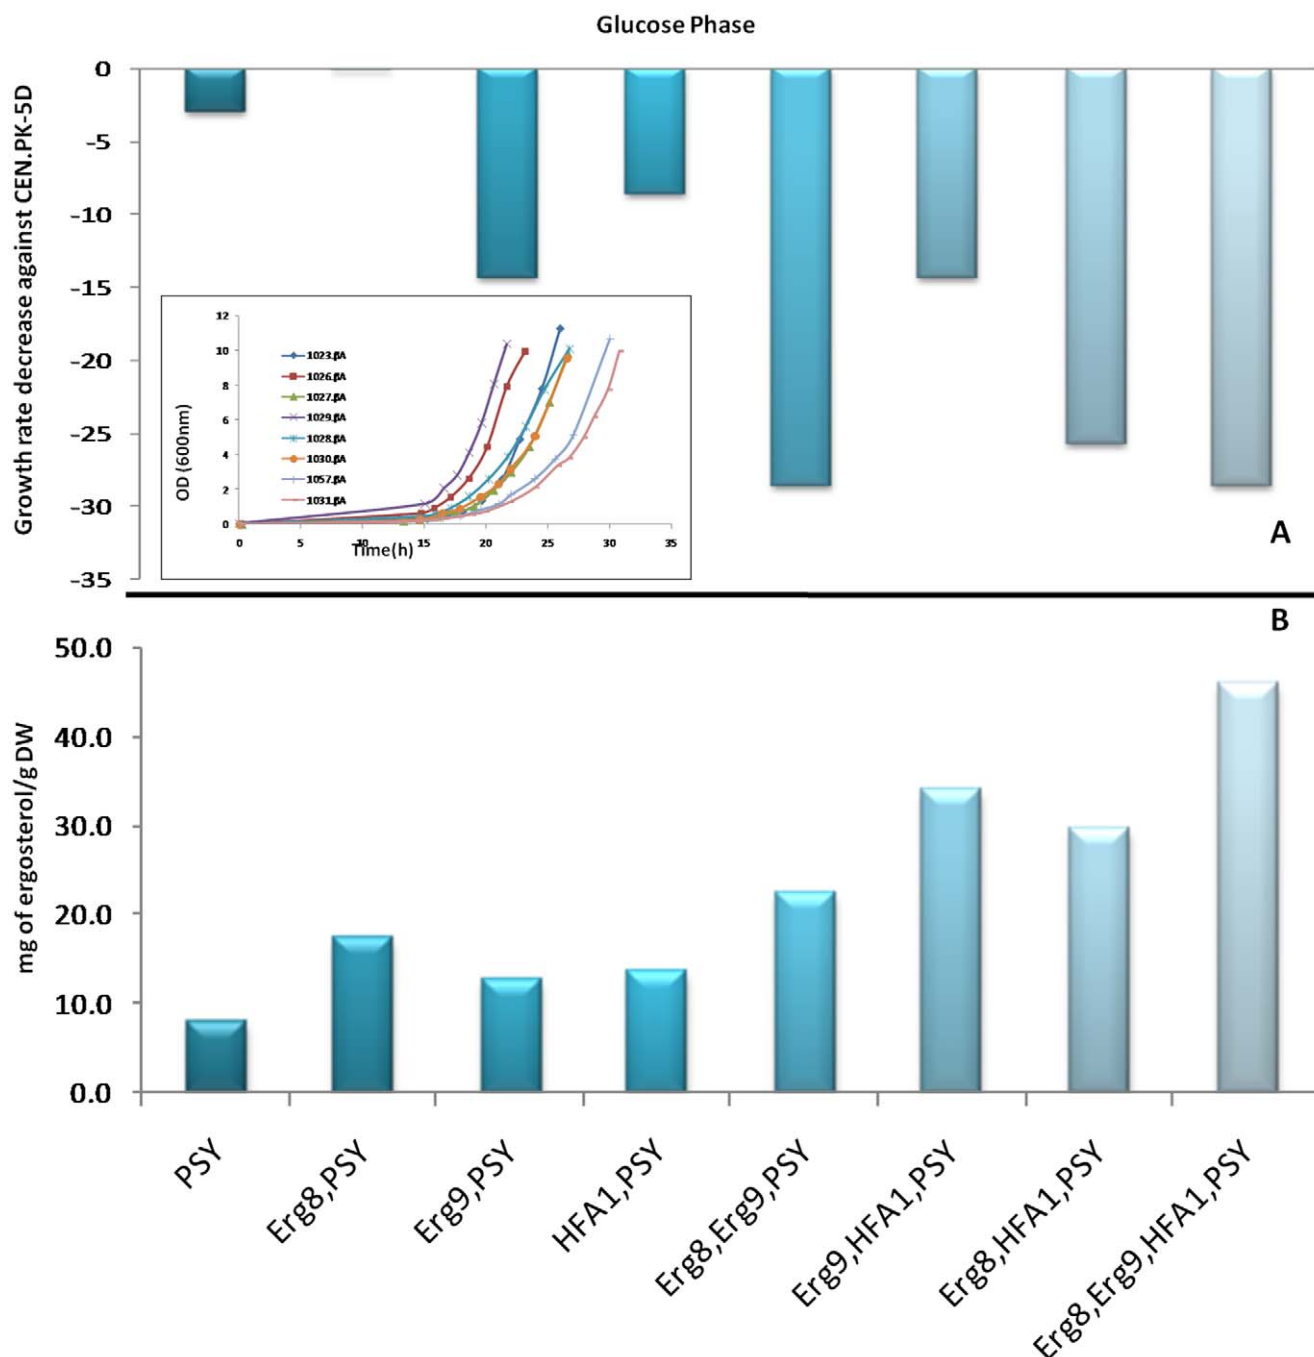 Glucose Phase
Growth rate decrease against CEN.PK-5D
0
-5
-10
-15
-20
-25
-30
-35
OD (600nm)
12
10
8
6
4
2
0
1023.βA
1026.βA
1027.βA
1029.βA
1028.βA
1030.βA
1057.βA
1031.βA
0 5 10 15 20 25 30 35
Time(h)
A
B
mg of ergosterol/g DW
50.0
40.0
30.0
20.0
10.0
0.0
PSY
Erg8,PSY
Erg9,PSY
HFA1,PSY
Erg8,Erg9,PSY
Erg9,HFA1,PSY
Erg8,HFA1,PSY
Erg8,Erg9,HFA1,PSY